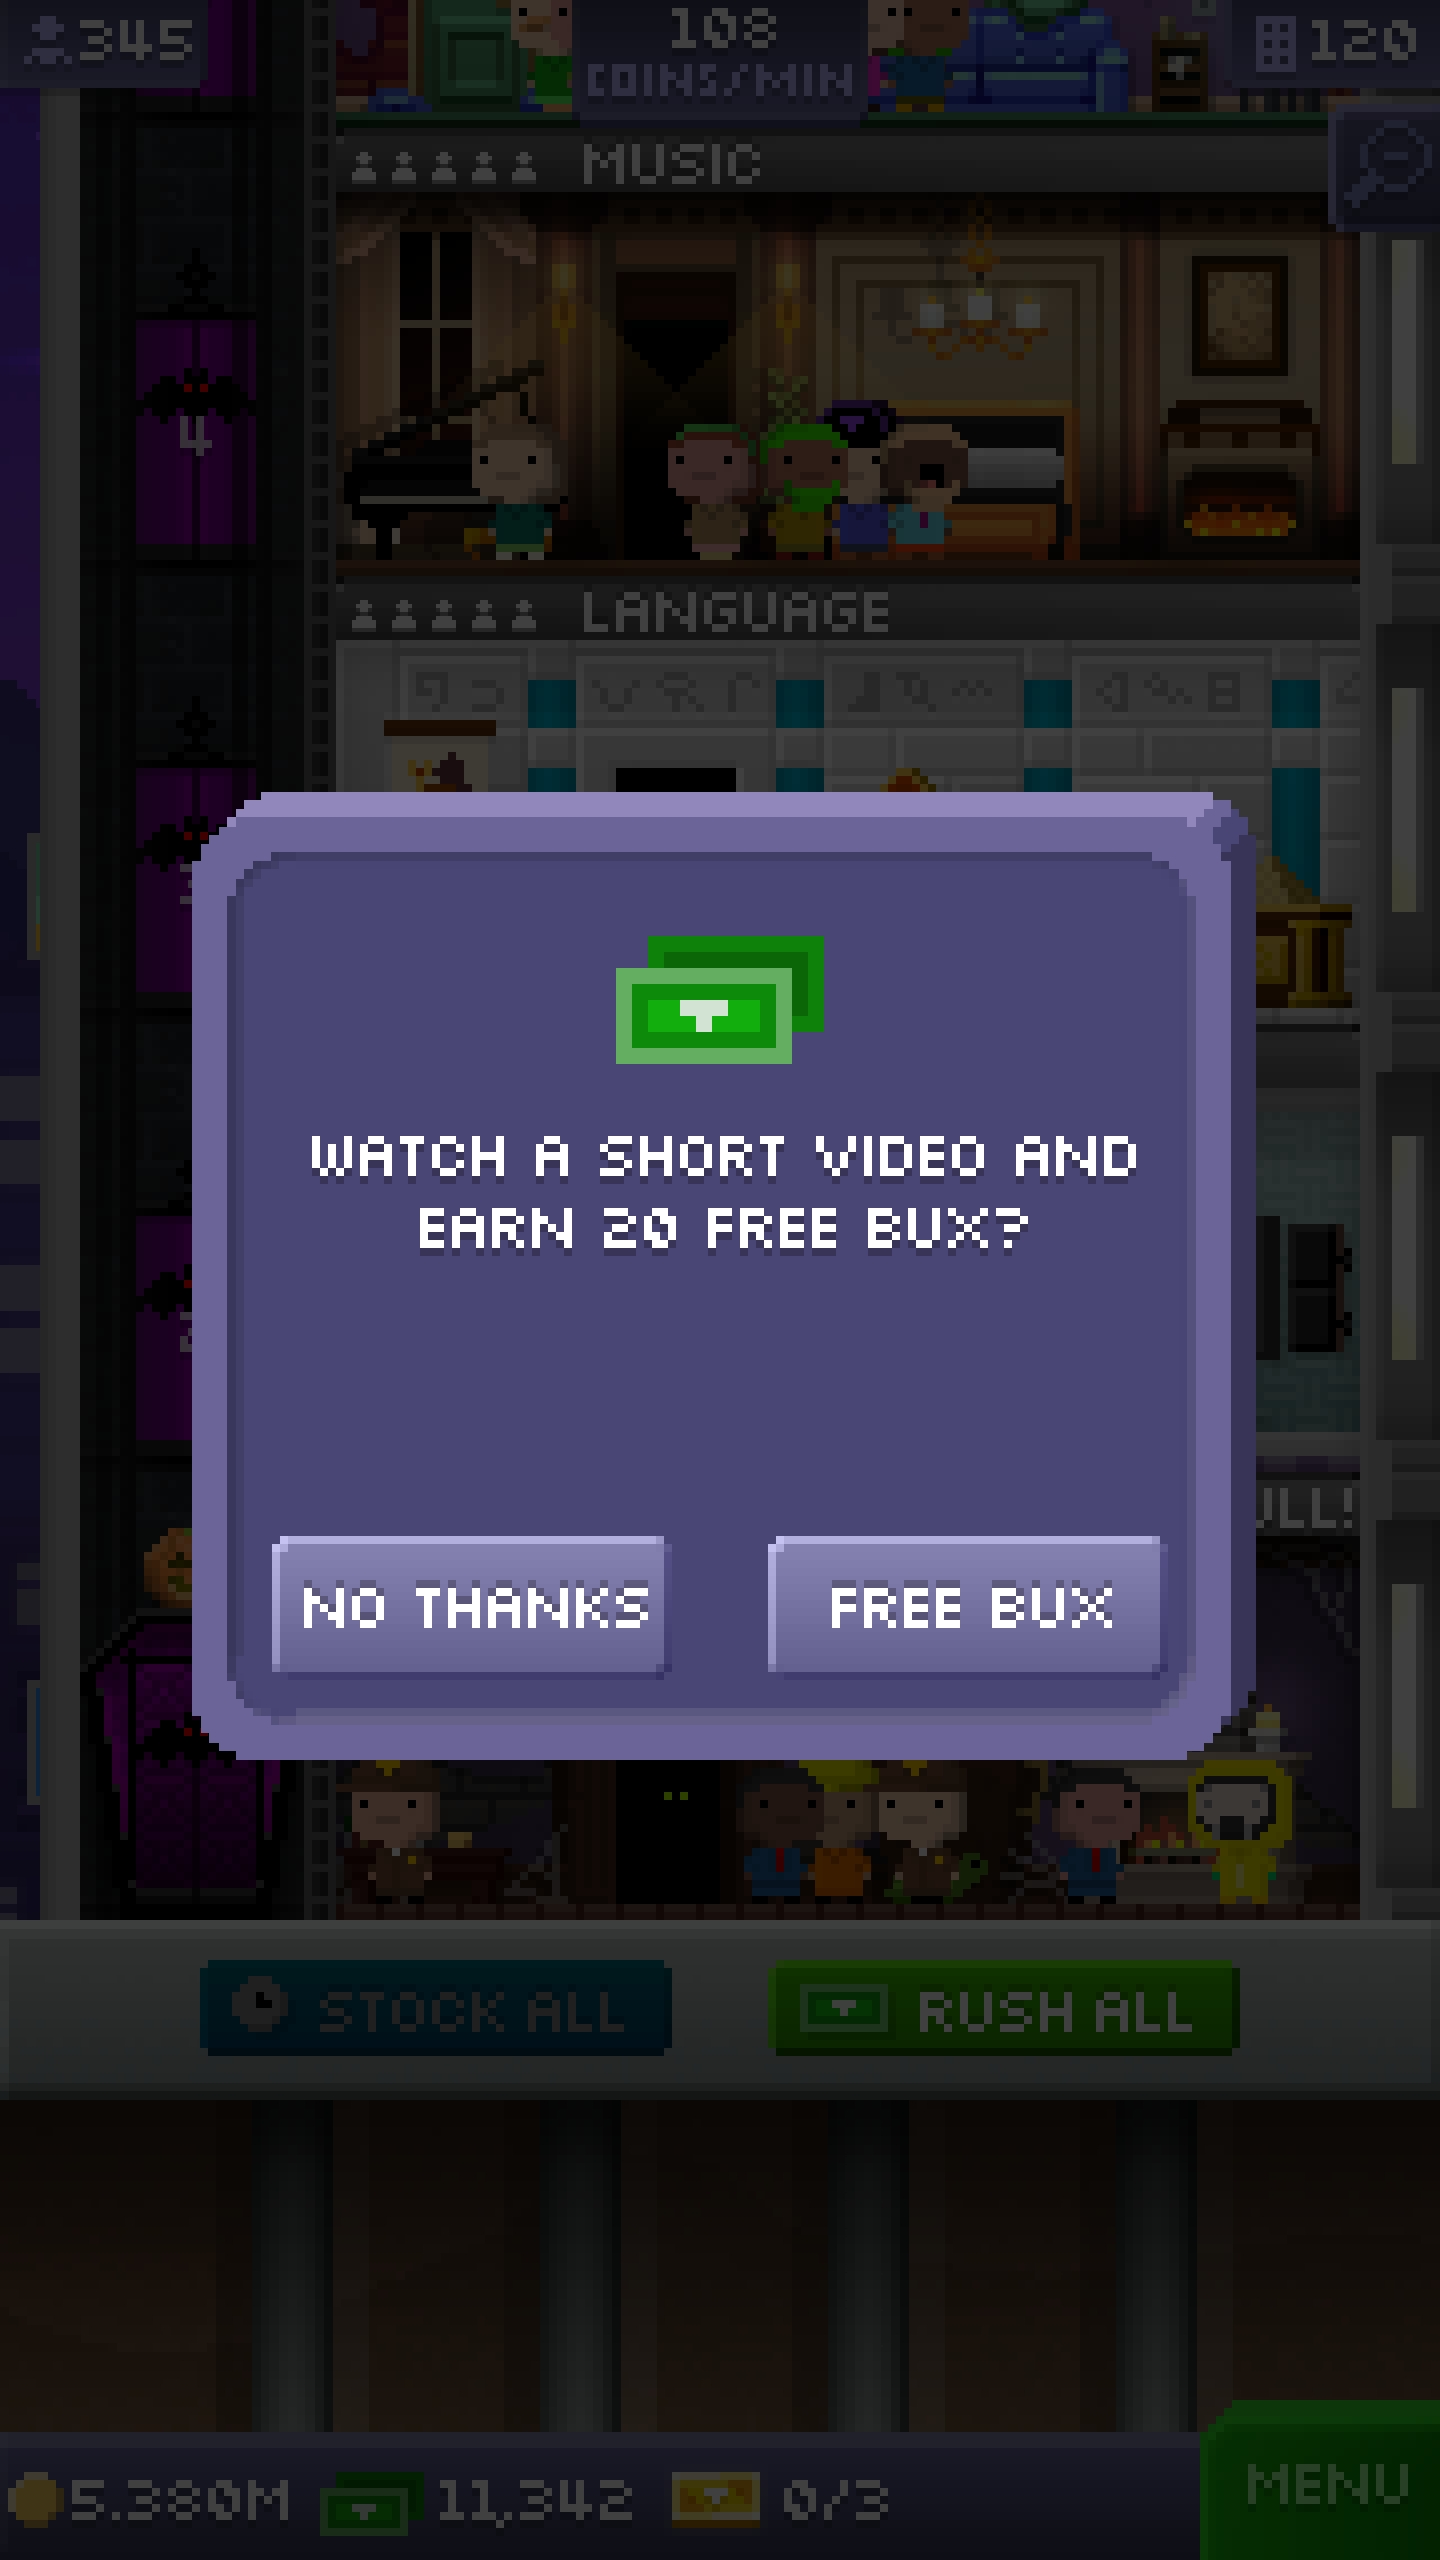 345
108
COINS/MIN
120
MUSIC
4
LANGUAGE
WATCH A SHORT VIDEO AND
EARN 20 FREE BUX?
NO THANKS
FREE BUX
STOCK ALL
RUSH ALL
5.380M
11,342
0/3
MENU